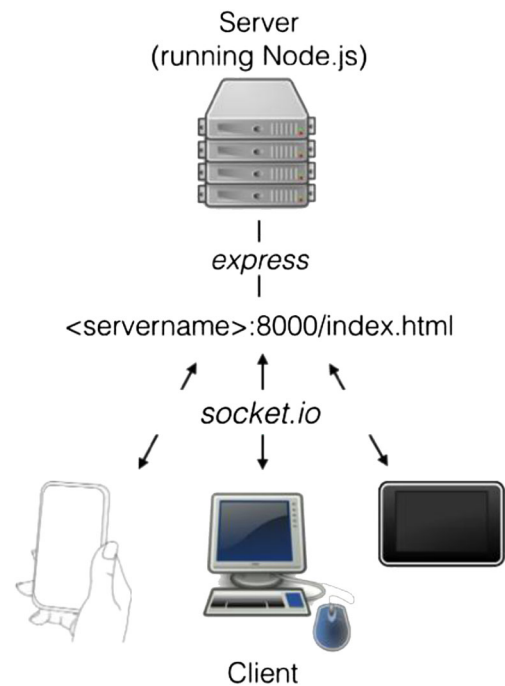 Server
(running Node.js)
express
<servername>:8000/index.html
socket.io
Client